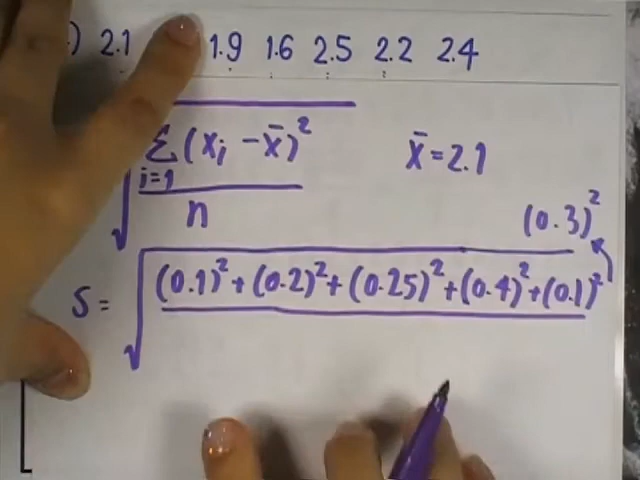 ) 2.1 1.9 1.6 2.5 2.2 2.4
√ Σ (xᵢ - x̄)² x̄ = 2.1
i=1
n
(0.3)²
S = √ (0.1)² + (0.2)² + (0.25)² + (0.4)² + (0.1)²